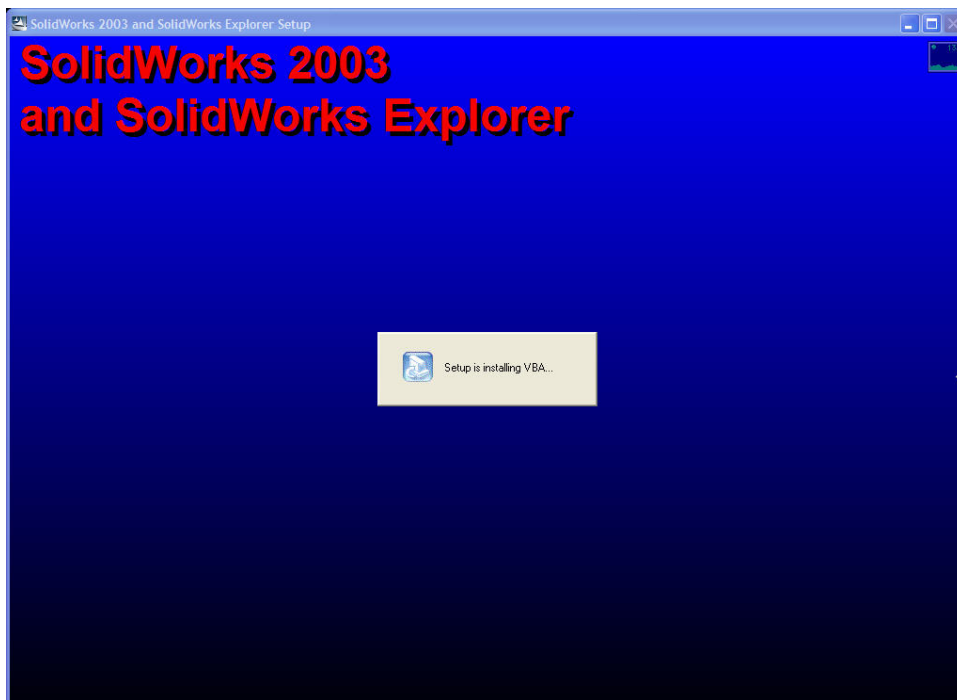 SolidWorks 2003 and SolidWorks Explorer Setup
SolidWorks 2003
and SolidWorks Explorer
Setup is installing VBA...